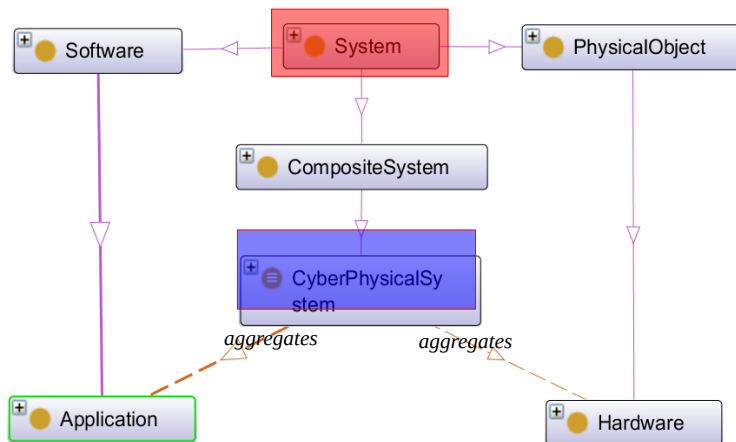 Software
System
PhysicalObject
CompositeSystem
CyberPhysicalSy
stem
aggregates
aggregates
Application
Hardware